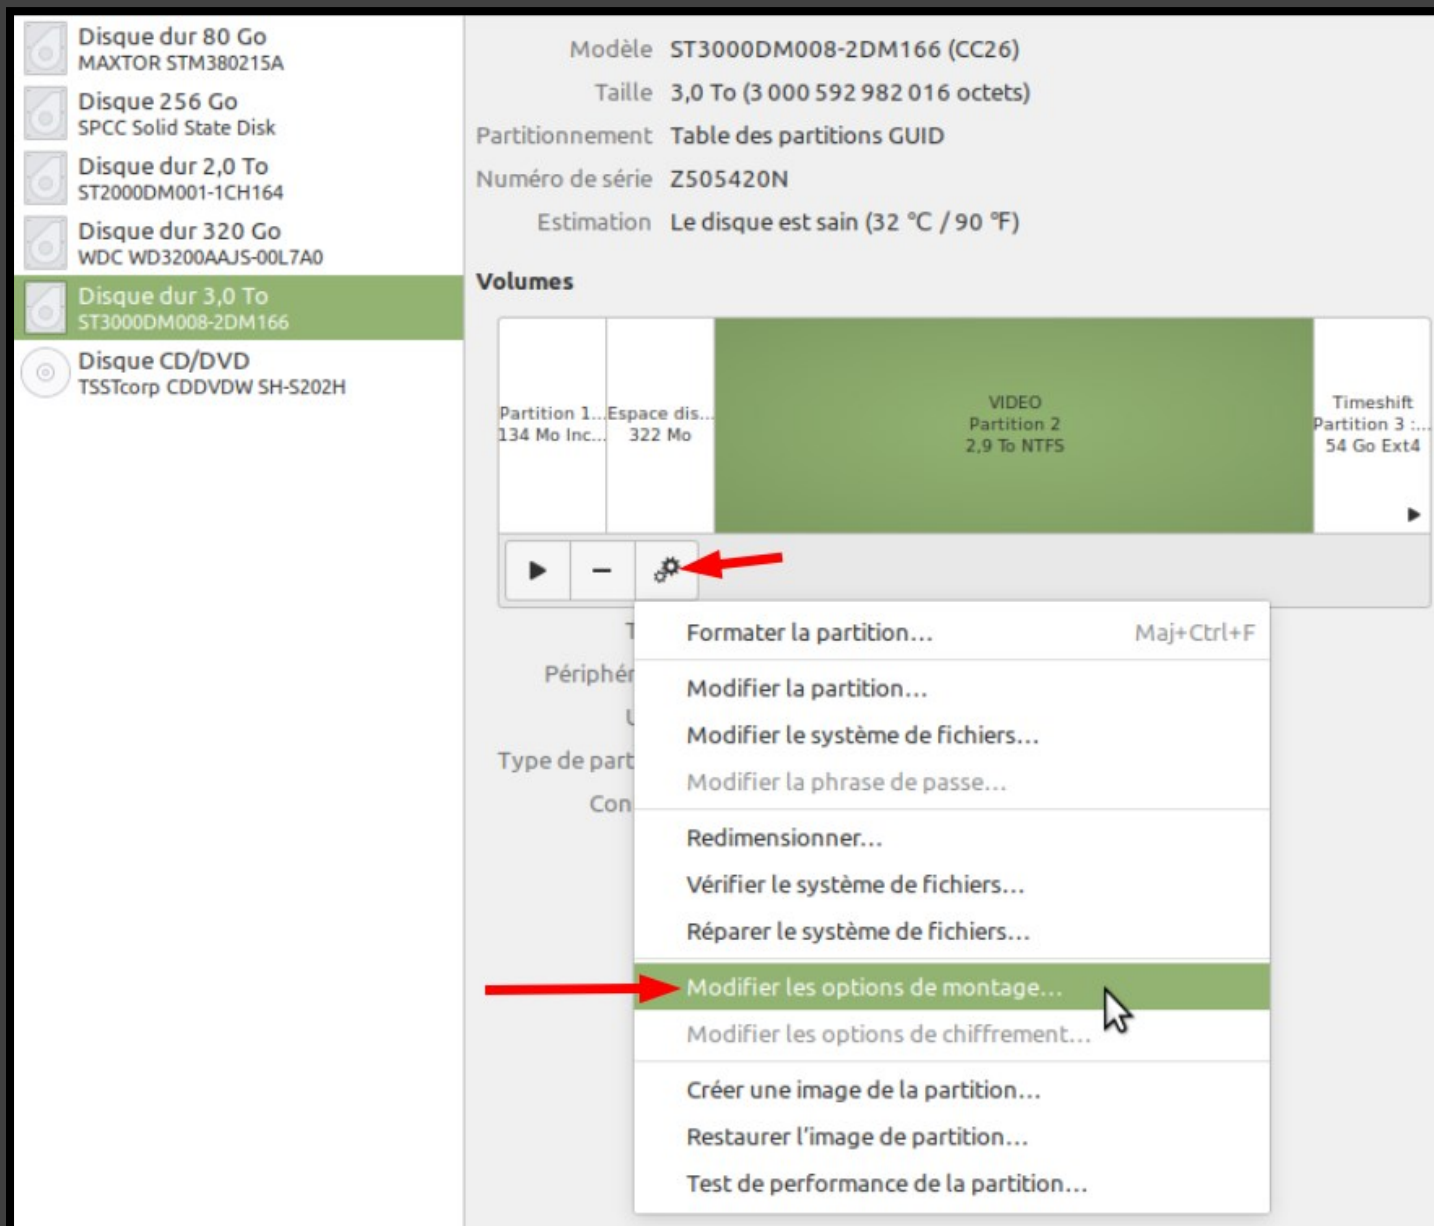 Disque dur 80 Go
MAXTOR STM380215A
Disque 256 Go
SPCC Solid State Disk
Disque dur 2,0 To
ST2000DM001-1CH164
Disque dur 320 Go
WDC WD3200AAJS-00L7A0
Disque dur 3,0 To
ST3000DM008-2DM166
Disque CD/DVD
TSSTcorp CDDVDW SH-S202H
Modèle ST3000DM008-2DM166 (CC26)
Taille 3,0 To (3 000 592 982 016 octets)
Partitionnement Table des partitions GUID
Numéro de série Z505420N
Estimation Le disque est sain (32 °C / 90 °F)
Volumes
Partition 1...
134 Mo Inc...
Espace dis...
322 Mo
VIDEO
Partition 2
2,9 To NTFS
Timeshift
Partition 3 :...
54 Go Ext4
T
Périphér
U
Type de part
Con
Formater la partition… Maj+Ctrl+F
Modifier la partition…
Modifier le système de fichiers…
Modifier la phrase de passe…
Redimensionner…
Vérifier le système de fichiers…
Réparer le système de fichiers…
Modifier les options de montage…
Modifier les options de chiffrement…
Créer une image de la partition…
Restaurer l’image de partition…
Test de performance de la partition…